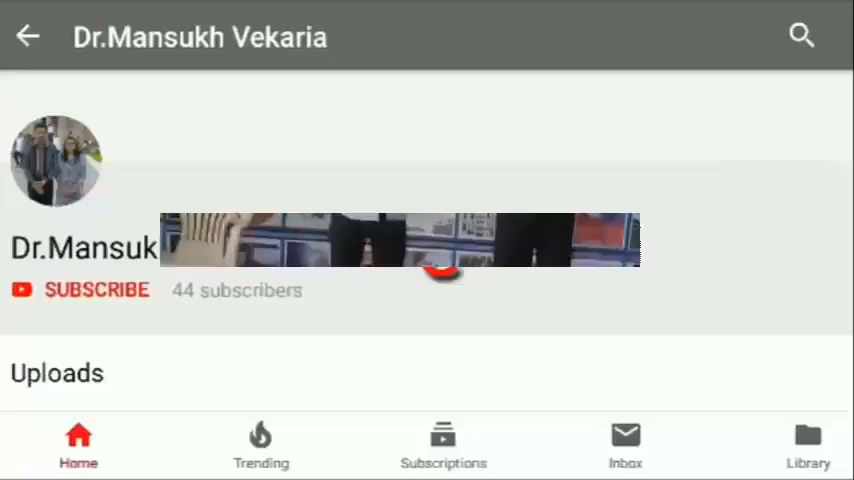 Dr.Mansukh Vekaria
Dr.Mansuk
SUBSCRIBE 44 subscribers
Uploads
Home Trending Subscriptions Inbox Library